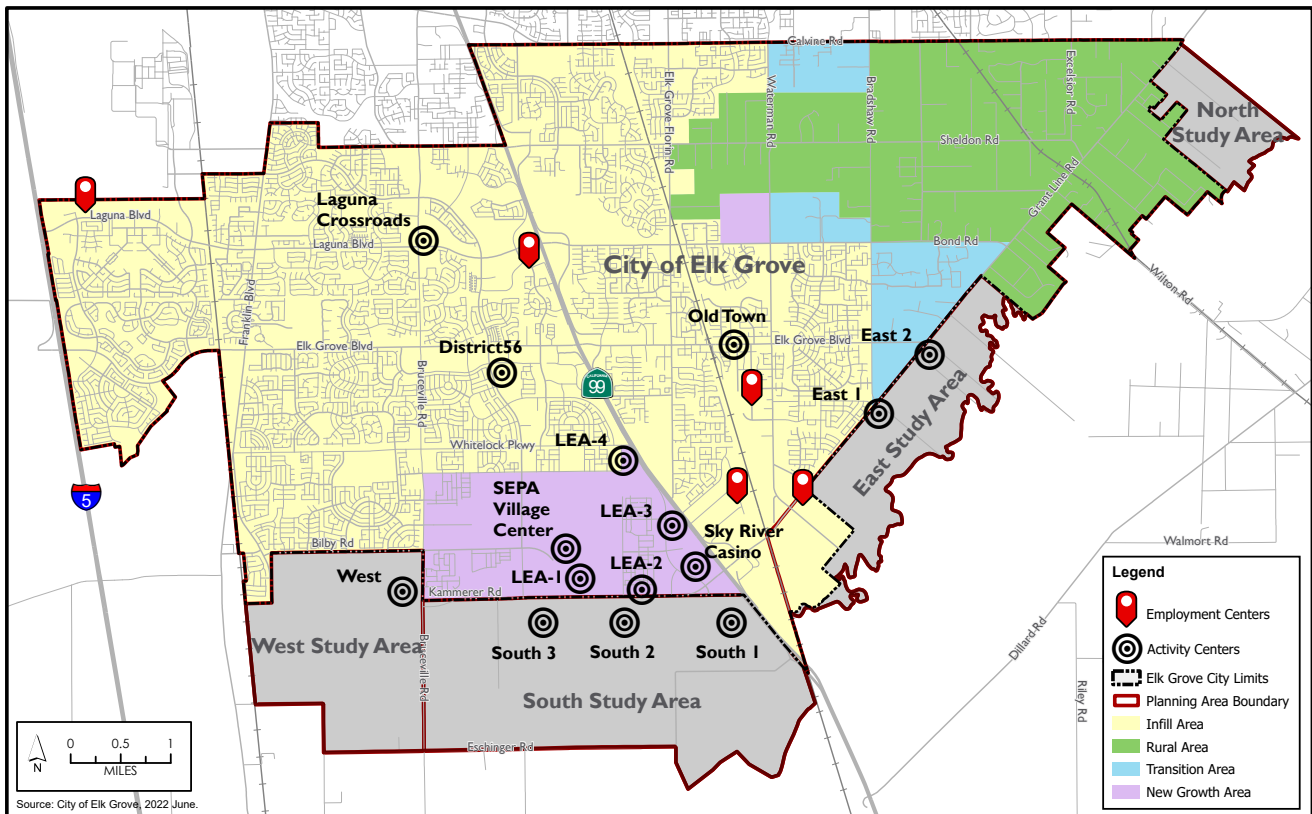 Calvine Rd
Elk Grove Florin Rd
Waterman Rd
Bradshaw Rd
Excelsior Rd
North
Study Area
Sheldon Rd
Grant Line Rd
Laguna Blvd
Laguna
Crossroads
Laguna Blvd
Bond Rd
City of Elk Grove
Wilton Rd
Franklin Blvd
Old Town
Elk Grove Blvd
District56
Elk Grove Blvd
East 2
Bruceville Rd
CALIFORNIA
99
East 1
East Study Area
Whitelock Pkwy
LEA-4
5
SEPA
Village
Center
LEA-3
Sky River
Casino
Bilby Rd
Walmort Rd
West
LEA-1
LEA-2
Kammerer Rd
West Study Area
Bruceville Rd
South 3
South 2
South 1
South Study Area
Dillard Rd
Riley Rd
Eschinger Rd
Legend
Employment Centers
Activity Centers
Elk Grove City Limits
Planning Area Boundary
Infill Area
Rural Area
Transition Area
New Growth Area
N
0 0.5 1
MILES
Source: City of Elk Grove, 2022 June.